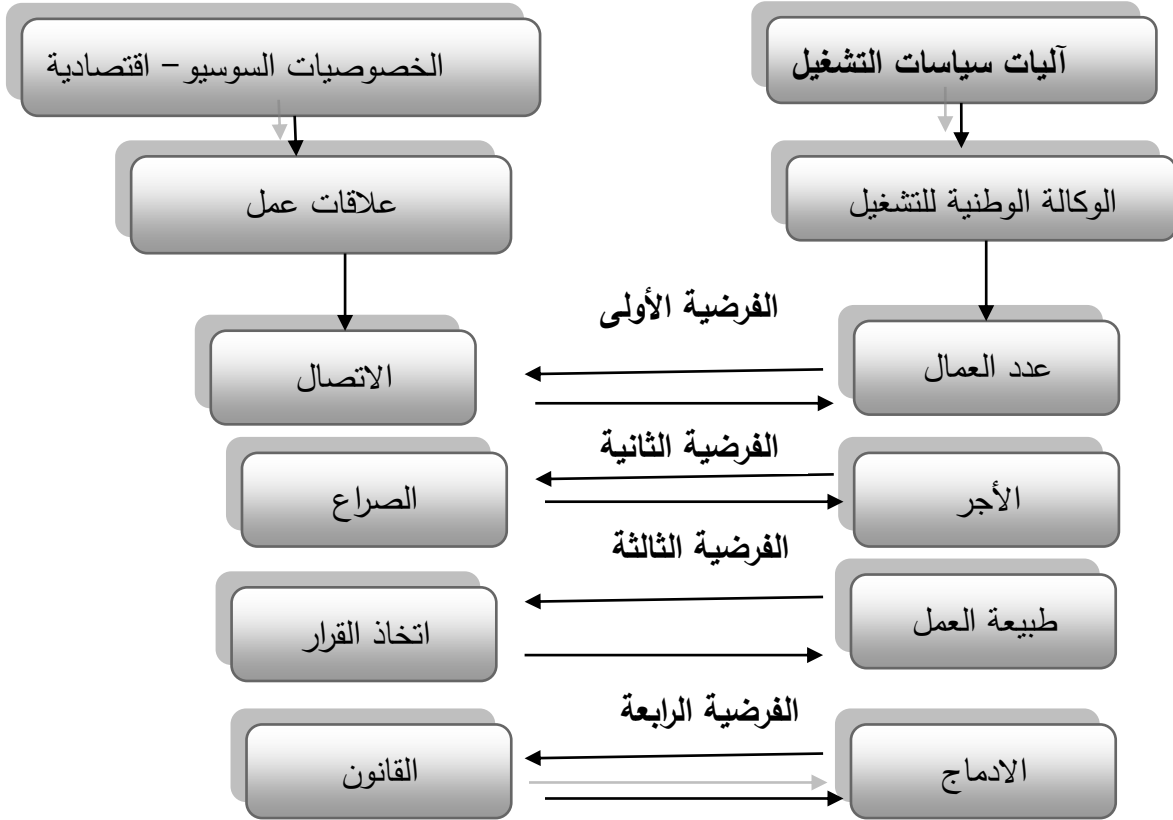 آليات سياسات التشغيل
الخصوصيات السوسيو – اقتصادية
الوكالة الوطنية للتشغيل
علاقات عمل
الفرضية الأولى
عدد العمال
الاتصال
الفرضية الثانية
الأجر
الصراع
الفرضية الثالثة
طبيعة العمل
اتخاذ القرار
الفرضية الرابعة
الادماج
القانون